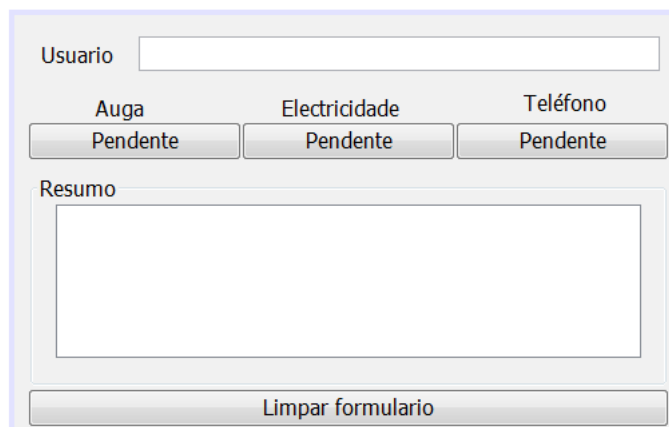 Usuario
Auga Electricidade Teléfono
Pendente Pendente Pendente
Resumo
Limpar formulario